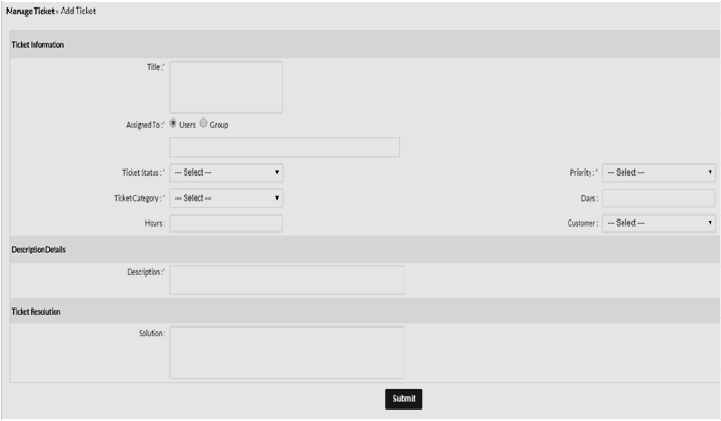 Manage Ticket » Add Ticket
Ticket Information
Title :*
Assigned To :* Users Group
Ticket Status : * --- Select --- Priority : * --- Select ---
Ticket Category : * --- Select --- Days :
Hours : Customer : --- Select ---
Description Details
Description :*
Ticket Resolution
Solution :
Submit